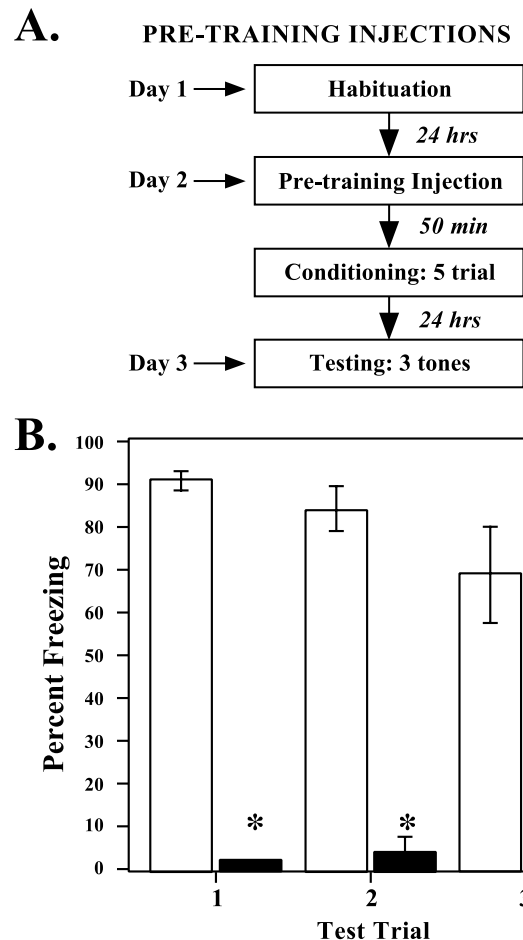 A. PRE-TRAINING INJECTIONS
Day 1 Habituation
24 hrs
Day 2 Pre-training Injection
50 min
Conditioning: 5 trial
24 hrs
Day 3 Testing: 3 tones
B.
100
90
80
70
60
50
40
30
20
10
0
Percent Freezing
* *
1 2 3
Test Trial